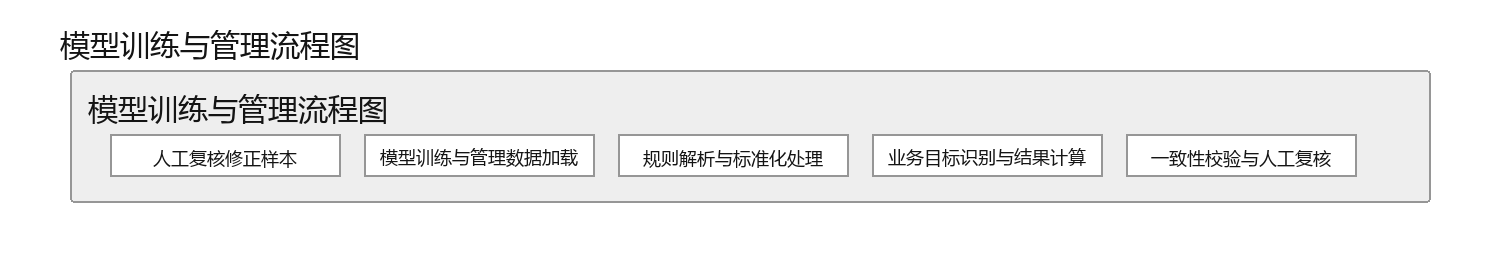 模型训练与管理流程图
模型训练与管理流程图
人工复核修正样本
模型训练与管理数据加载
规则解析与标准化处理
业务目标识别与结果计算
一致性校验与人工复核